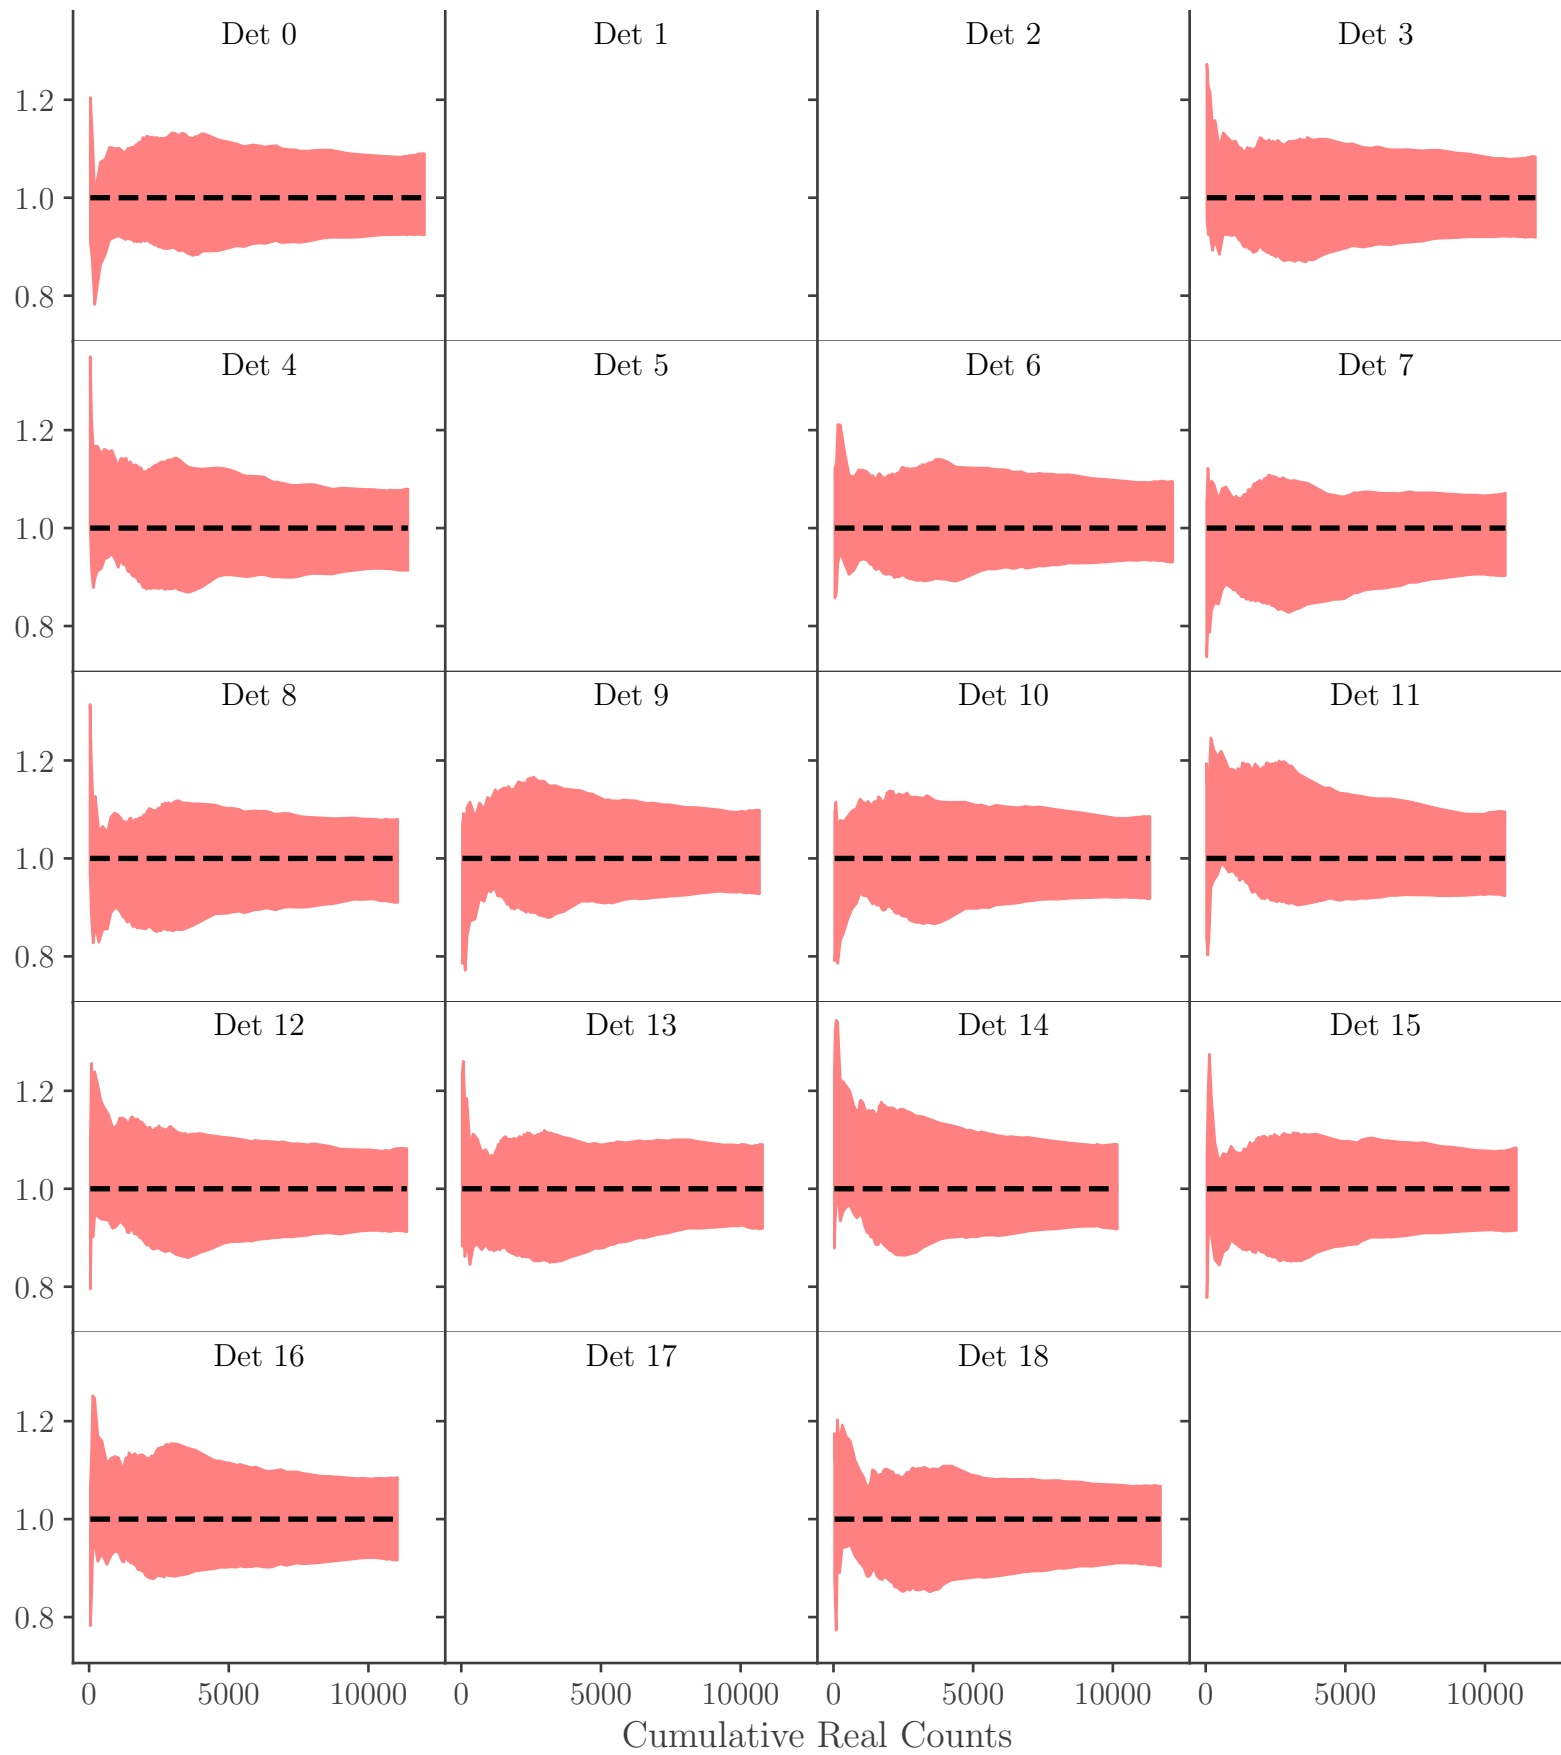 Det 0 Det 1 Det 2 Det 3
1.2
1.0
0.8
Det 4 Det 5 Det 6 Det 7
1.2
1.0
0.8
Det 8 Det 9 Det 10 Det 11
1.2
1.0
0.8
Det 12 Det 13 Det 14 Det 15
1.2
1.0
0.8
Det 16 Det 17 Det 18
1.2
1.0
0.8
0 5000 10000 0 5000 10000 0 5000 10000 0 5000 10000
Cumulative Real Counts